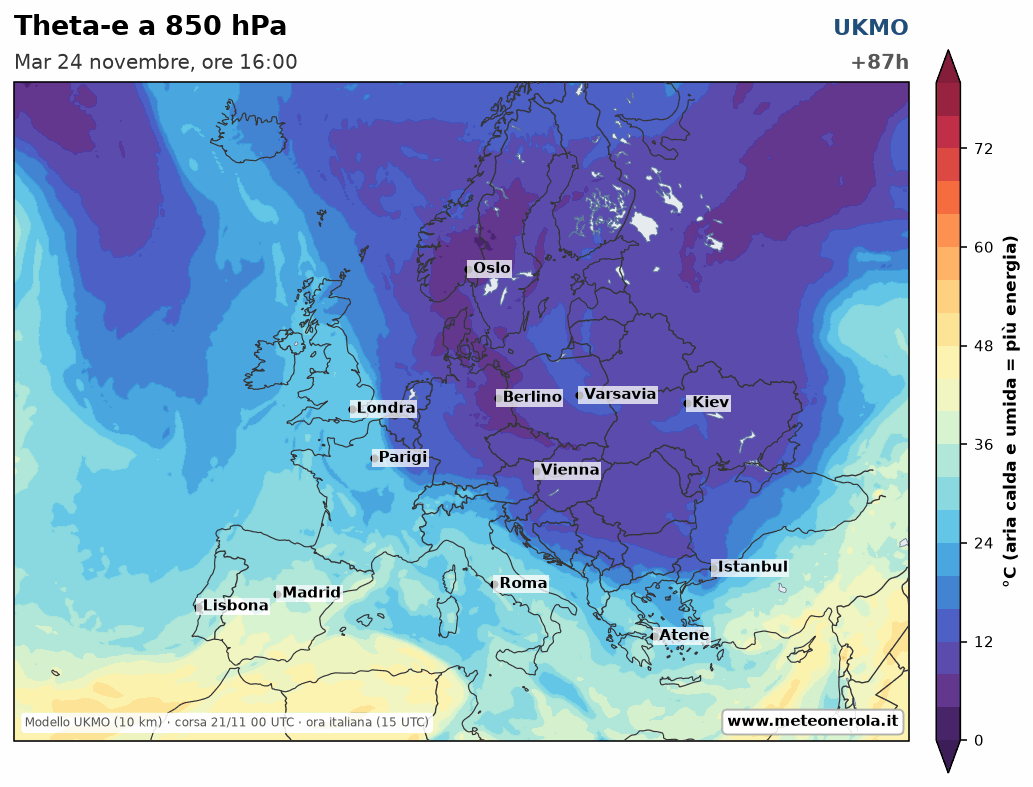 Theta-e a 850 hPa
UKMO
Mar 24 novembre, ore 16:00
+87h
72
60
48
36
24
12
0
°C (aria calda e umida = più energia)
Oslo
Berlino
Varsavia
Kiev
Londra
Parigi
Vienna
Istanbul
Roma
Madrid
Lisbona
Atene
Modello UKMO (10 km) · corsa 21/11 00 UTC · ora italiana (15 UTC)
www.meteonerola.it